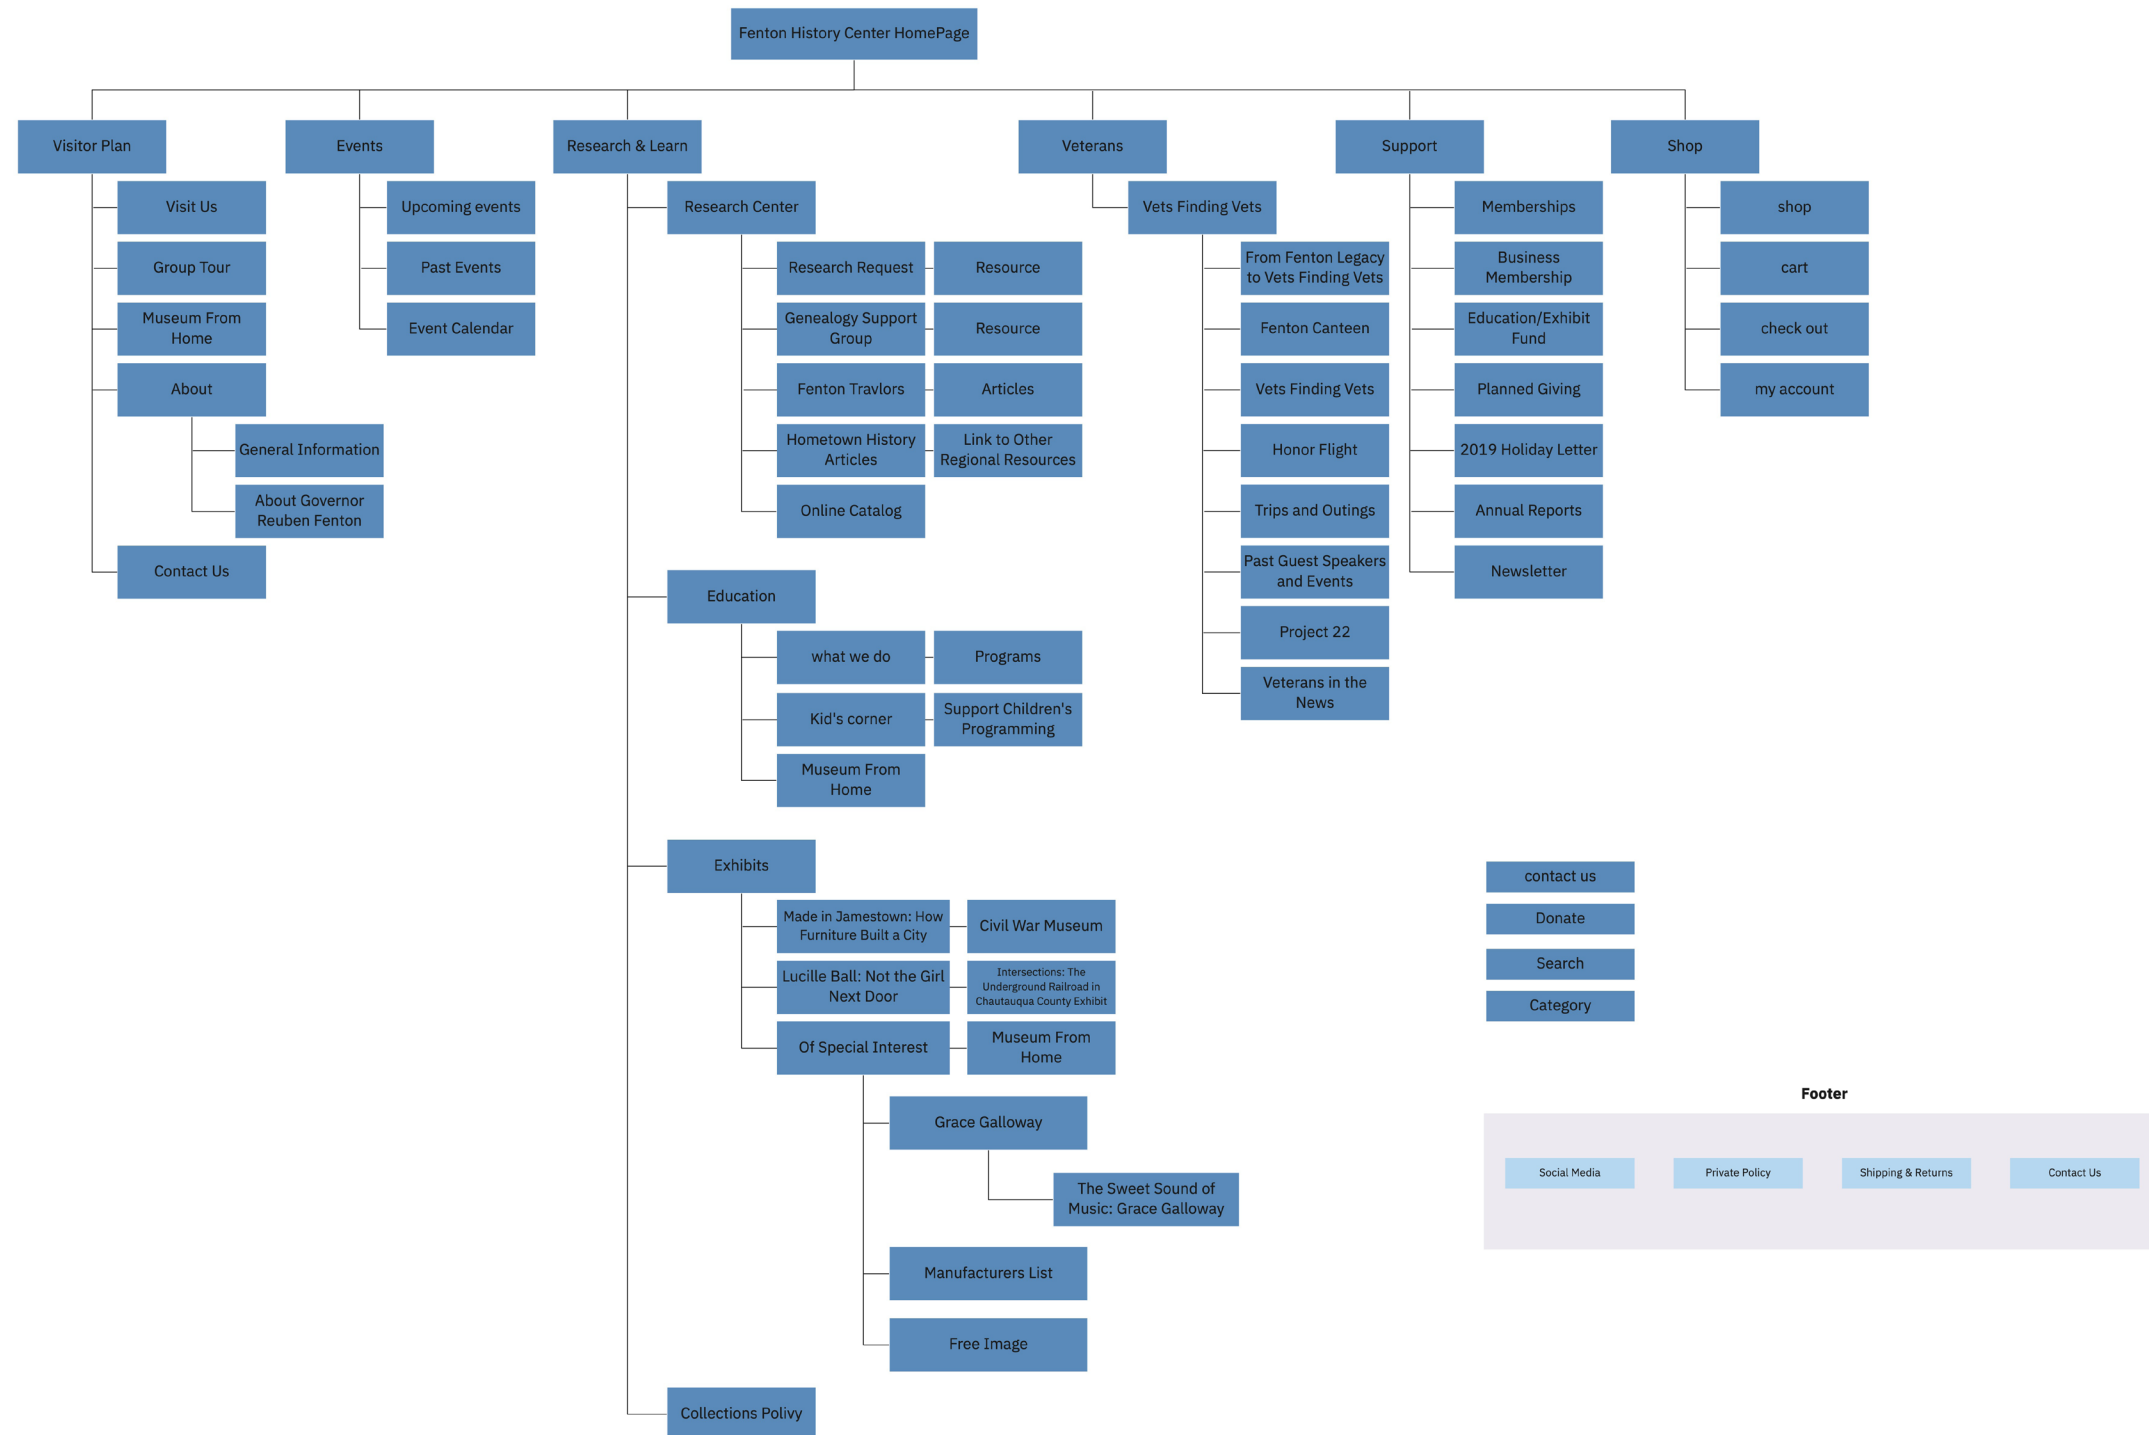 Fenton History Center HomePage
Visitor Plan
Visit Us
Group Tour
Museum From
Home
About
General Information
About Governor
Reuben Fenton
Contact Us
Events
Upcoming events
Past Events
Event Calendar
Research & Learn
Research Center
Research Request
Resource
Genealogy Support
Group
Resource
Fenton Travlors
Articles
Hometown History
Articles
Link to Other
Regional Resources
Online Catalog
Education
what we do
Programs
Kid's corner
Support Children's
Programming
Museum From
Home
Exhibits
Made in Jamestown: How
Furniture Built a City
Civil War Museum
Lucille Ball: Not the Girl
Next Door
Intersections: The
Underground Railroad in
Chautauqua County Exhibit
Of Special Interest
Museum From
Home
Grace Galloway
The Sweet Sound of
Music: Grace Galloway
Manufacturers List
Free Image
Collections Polivy
Veterans
Vets Finding Vets
From Fenton Legacy
to Vets Finding Vets
Fenton Canteen
Vets Finding Vets
Honor Flight
Trips and Outings
Past Guest Speakers
and Events
Project 22
Veterans in the
News
Support
Memberships
Business
Membership
Education/Exhibit
Fund
Planned Giving
2019 Holiday Letter
Annual Reports
Newsletter
Shop
shop
cart
check out
my account
contact us
Donate
Search
Category
Footer
Social Media
Private Policy
Shipping & Returns
Contact Us